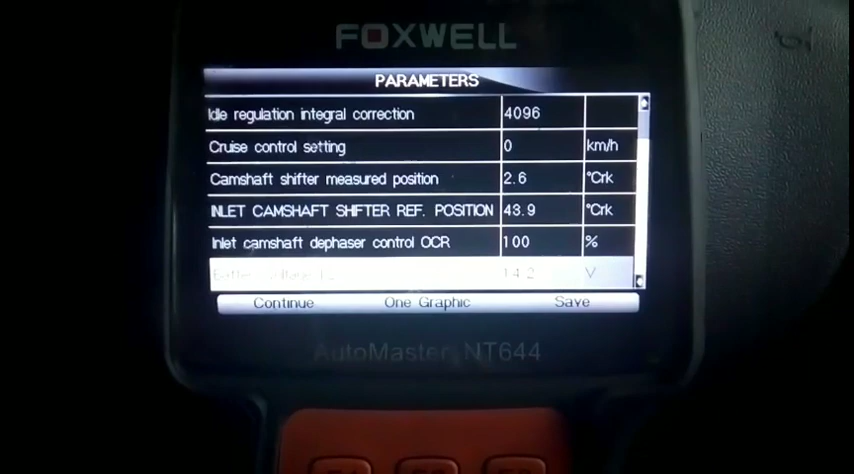 FOXWELL
PARAMETERS
Idle regulation integral correction 4096
Cruise control setting 0 km/h
Camshaft shifter measured position 2.6 °Crk
INLET CAMSHAFT SHIFTER REF. POSITION 43.9 °Crk
Inlet camshaft dephaser control OCR 100 %
14.2 V
Continue One Graphic Save
AutoMaster NT644